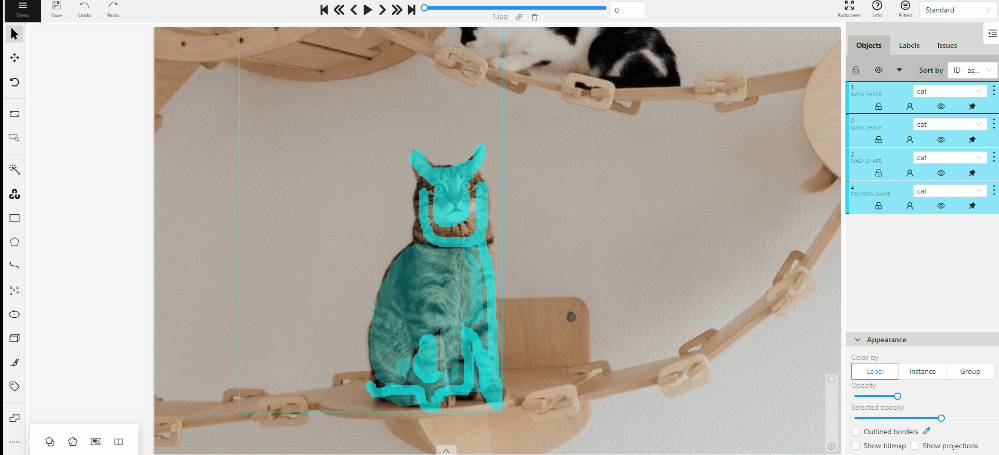 Menu
Save
Undo
Redo
0
1.jpg
Fullscreen
Info
Filters
Standard
Objects
Labels
Issues
Sort by
ID - as...
1
MASK SHAPE
cat
2
MASK SHAPE
cat
3
MASK SHAPE
cat
4
POLYGON SHAPE
cat
Appearance
Color by
Label
Instance
Group
Opacity
Selected opacity
Outlined borders
Show bitmap
Show projections